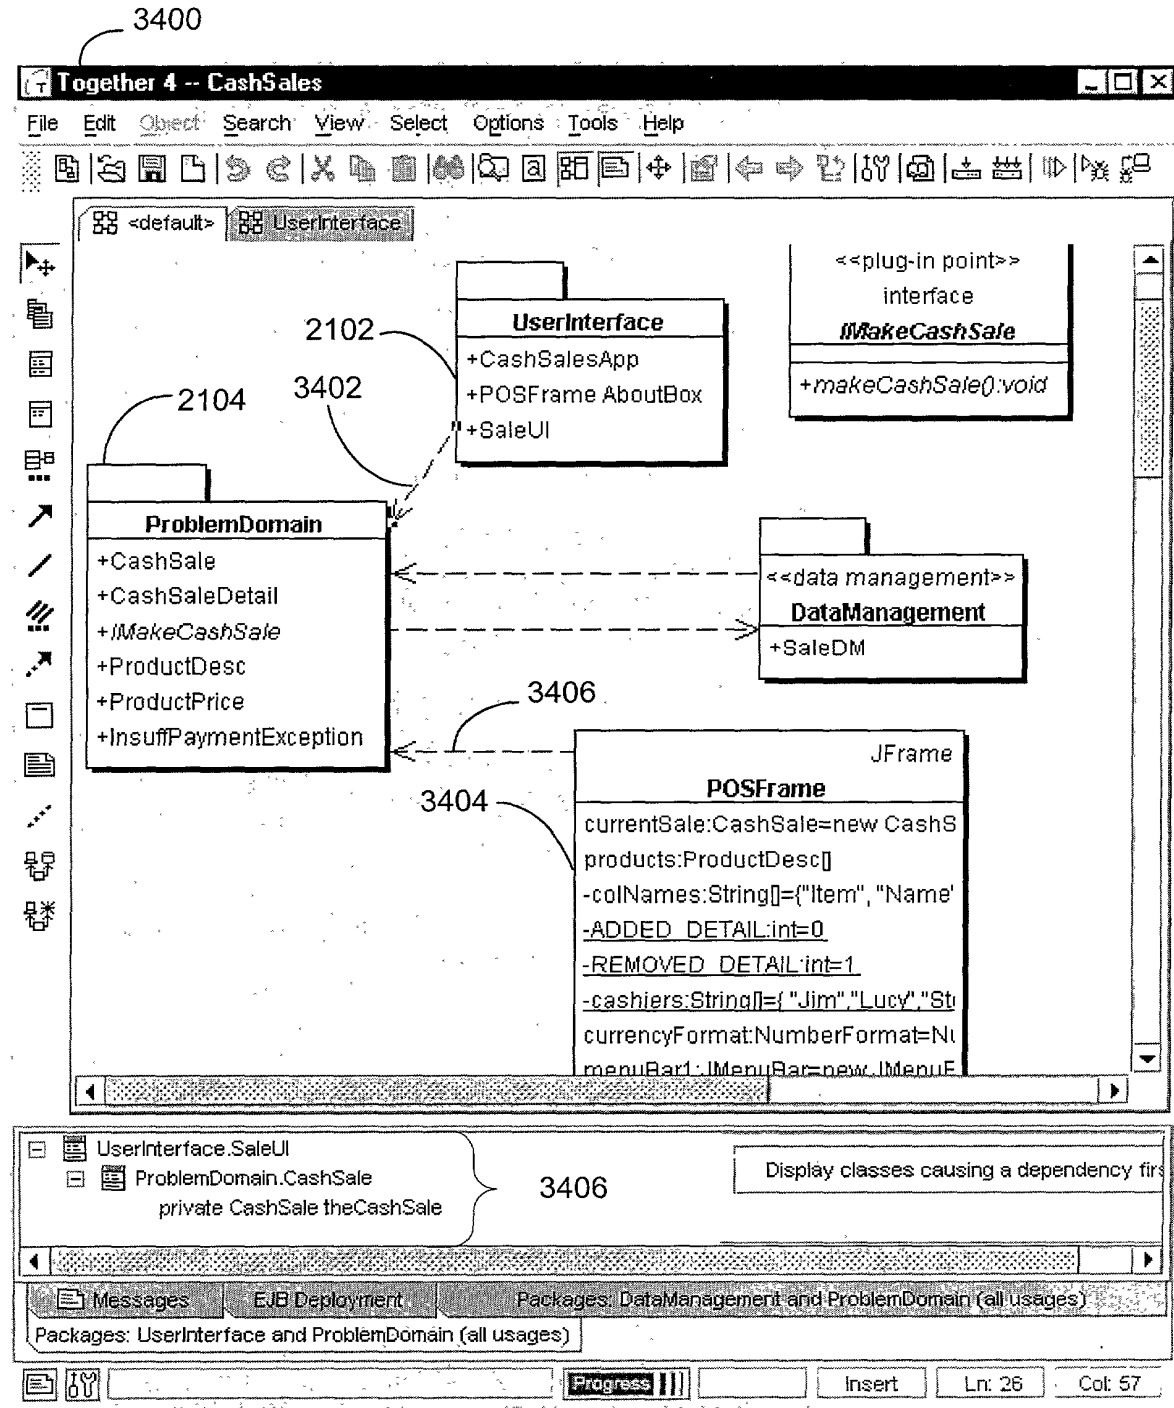 3400
Together 4 -- CashSales
File Edit Object Search View Select Options Tools Help
<default> UserInterface
<<plug-in point>>
interface
IMakeCashSale
+makeCashSale():void
UserInterface
+CashSalesApp
+POSFrame AboutBox
+SaleUI
2102
3402
2104
ProblemDomain
+CashSale
+CashSaleDetail
+IMakeCashSale
+ProductDesc
+ProductPrice
+InsuffPaymentException
<<data management>>
DataManagement
+SaleDM
3406
3404
JFrame
POSFrame
currentSale:CashSale=new CashS
products:ProductDesc[]
-colNames:String[]={"Item", "Name"
-ADDED_DETAIL:int=0
-REMOVED_DETAIL:int=1
-cashiers:String[]={ "Jim","Lucy","Ste
currencyFormat:NumberFormat=Nu
menuBar1:JMenuBar=new JMenuB
UserInterface.SaleUI
ProblemDomain.CashSale
private CashSale theCashSale
3406
Display classes causing a dependency firs
Messages EJB Deployment Packages: DataManagement and ProblemDomain (all usages)
Packages: UserInterface and ProblemDomain (all usages)
Progress Insert Ln: 26 Col: 57